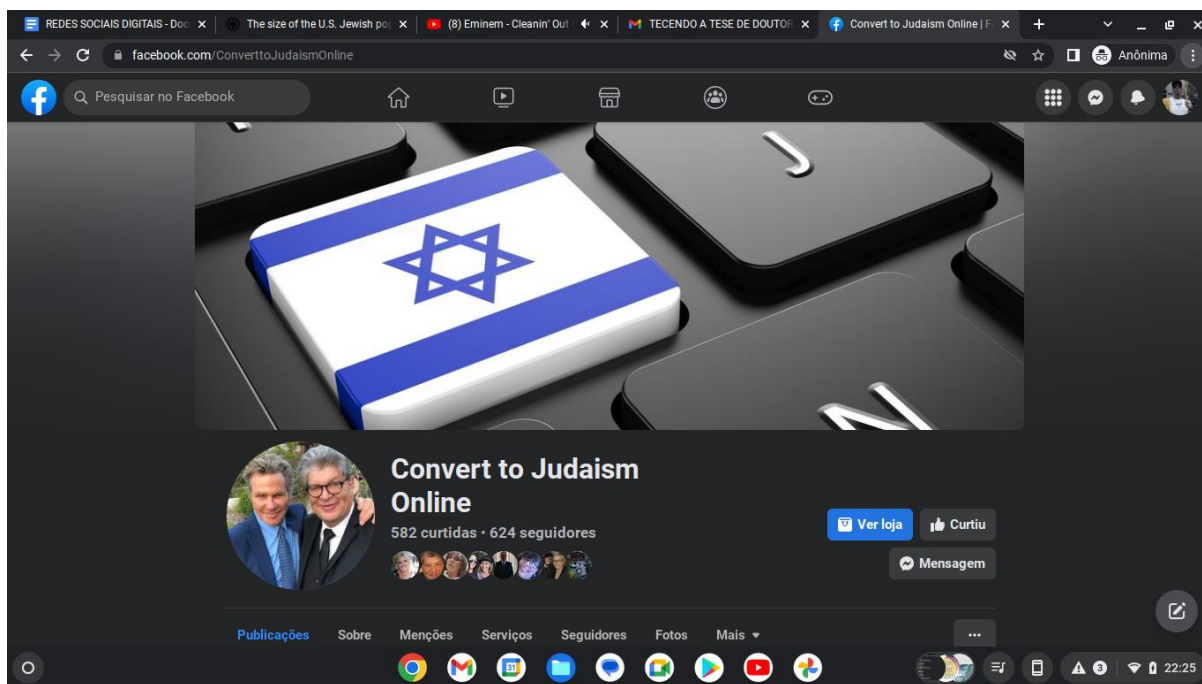 REDES SOCIAIS DIGITAIS - Doc
The size of the U.S. Jewish po
(8) Eminem - Cleanin' Out
TECENDO A TESE DE DOUTOR
Convert to Judaism Online | F
facebook.com/ConverttoJudaismOnline
Anônima
Pesquisar no Facebook
J
N
Convert to Judaism
Online
582 curtidas · 624 seguidores
Ver loja
Curtiu
Mensagem
Publicações Sobre Menções Serviços Seguidores Fotos Mais
31
3 22:25